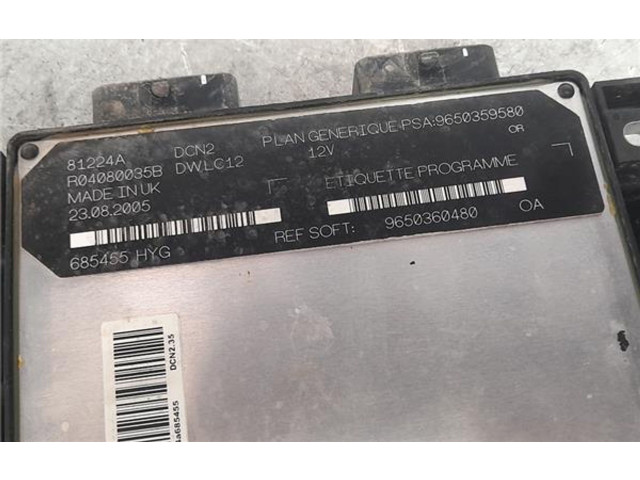 81224A DCN2 PLAN GENERIQUE PSA:9650359580
R04080035B DWLC12 12V OR
MADE IN UK ETIQUETTE PROGRAMME
23.08.2005
685455 HYG REF SOFT: 9650360480 OA
DCN2.35
a685455